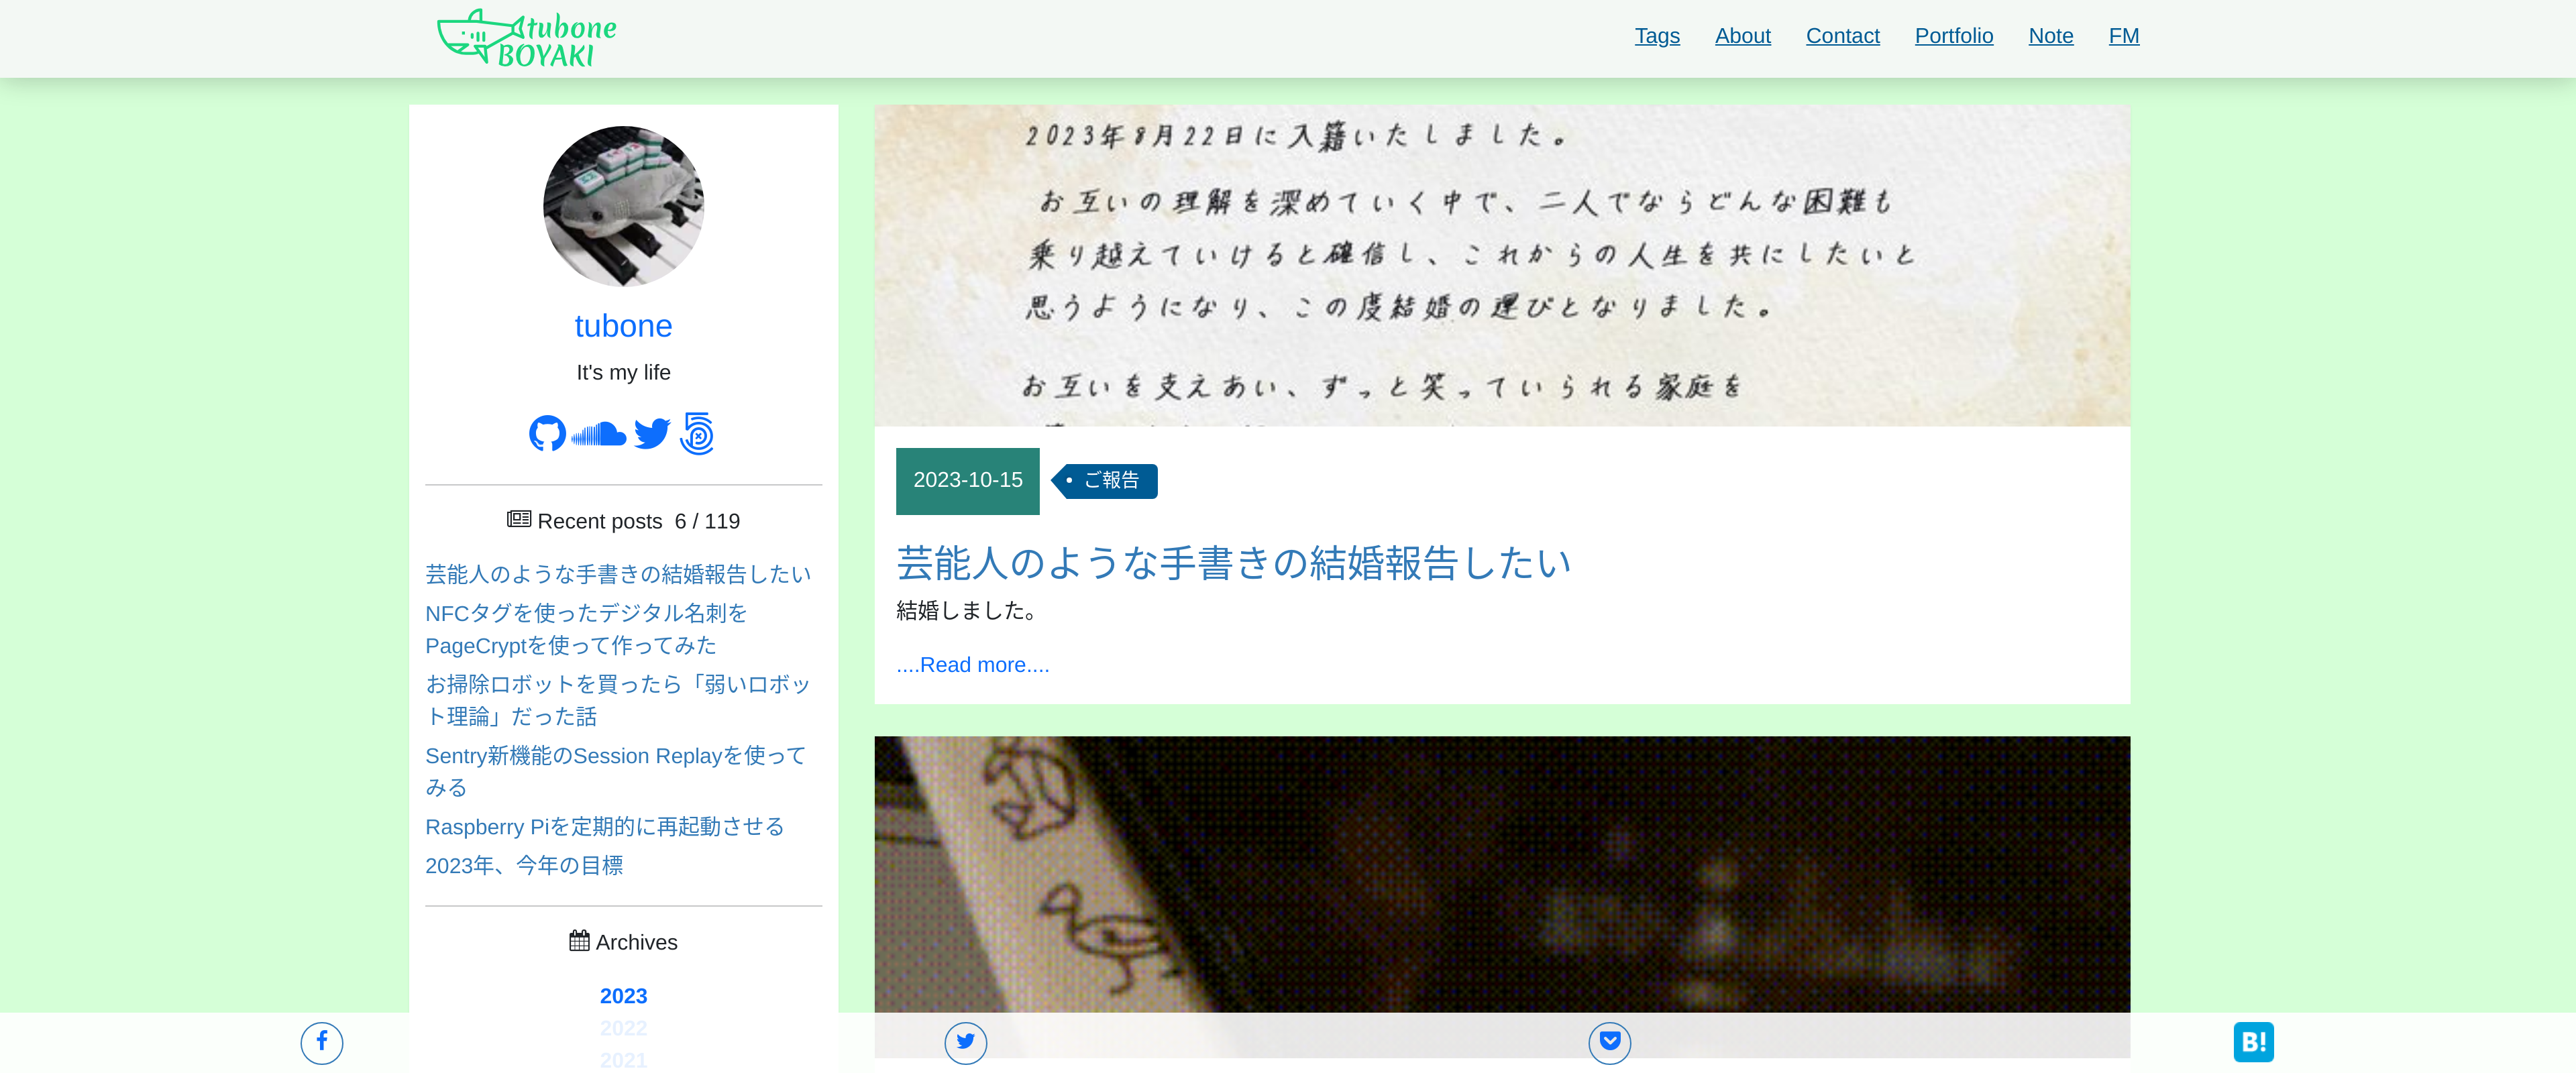 tubone
BOYAKI
Tags About Contact Portfolio Note FM
tubone
It's my life
Recent posts 6 / 119
芸能人のような手書きの結婚報告したい
NFCタグを使ったデジタル名刺を
PageCryptを使って作ってみた
お掃除ロボットを買ったら「弱いロボッ
ト理論」だった話
Sentry新機能のSession Replayを使って
みる
Raspberry Piを定期的に再起動させる
2023年、今年の目標
Archives
2023
2022
2021
2023年8月22日に入籍いたしました。
お互いの理解を深めていく中で、二人でならどんな困難も
乗り越えていけると確信し、これからの人生を共にしたいと
思うようになり、この度結婚の運びとなりました。
お互いを支えあい、ずっと笑っていられる家庭を
2023-10-15
ご報告
芸能人のような手書きの結婚報告したい
結婚しました。
....Read more....
B!